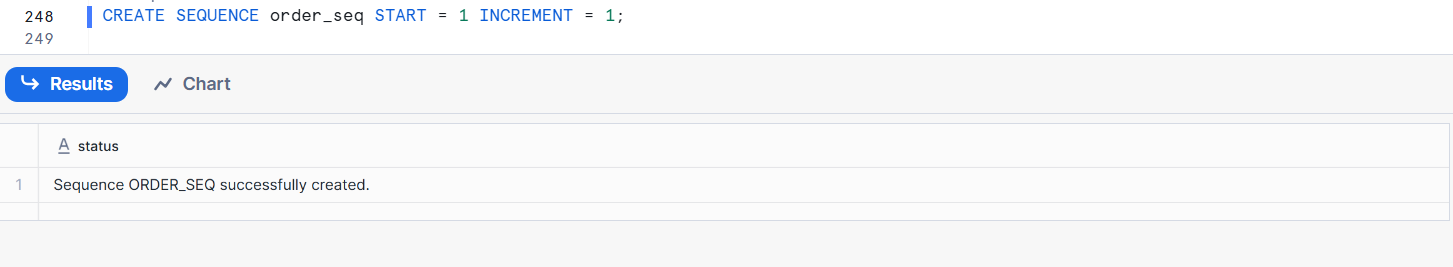 248 CREATE SEQUENCE order_seq START = 1 INCREMENT = 1;
249
Results Chart
A status
1 Sequence ORDER_SEQ successfully created.